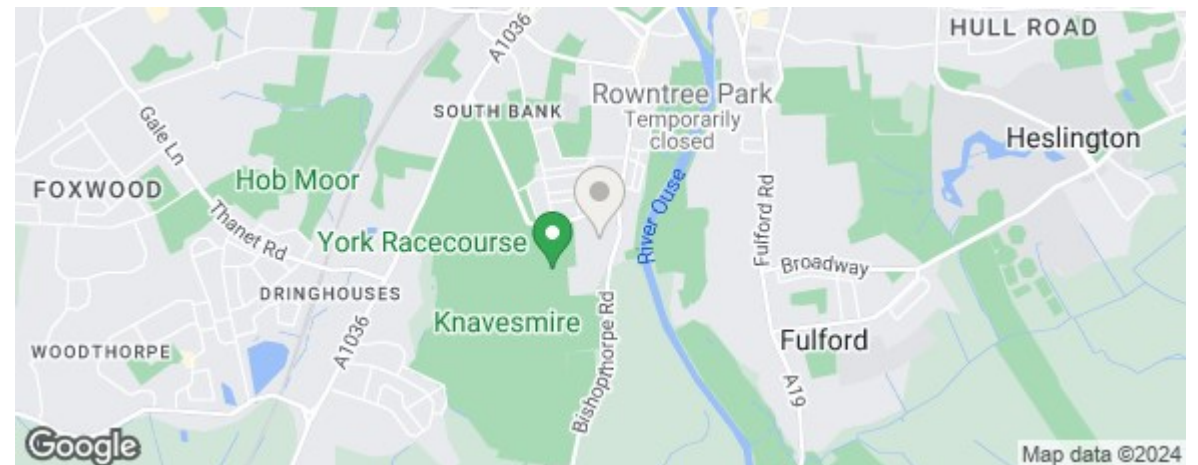 HULL ROAD
A1036
Rowntree Park
Temporarily
closed
SOUTH BANK
Gale Ln
Heslington
Hob Moor
FOXWOOD
Thanet Rd
York Racecourse
River Ouse
Fulford Rd
Broadway
DRINGHOUSES
Knavesmire
Bishopthorpe Rd
Fulford
A1036
WOODTHORPE
A19
Google
Map data ©2024